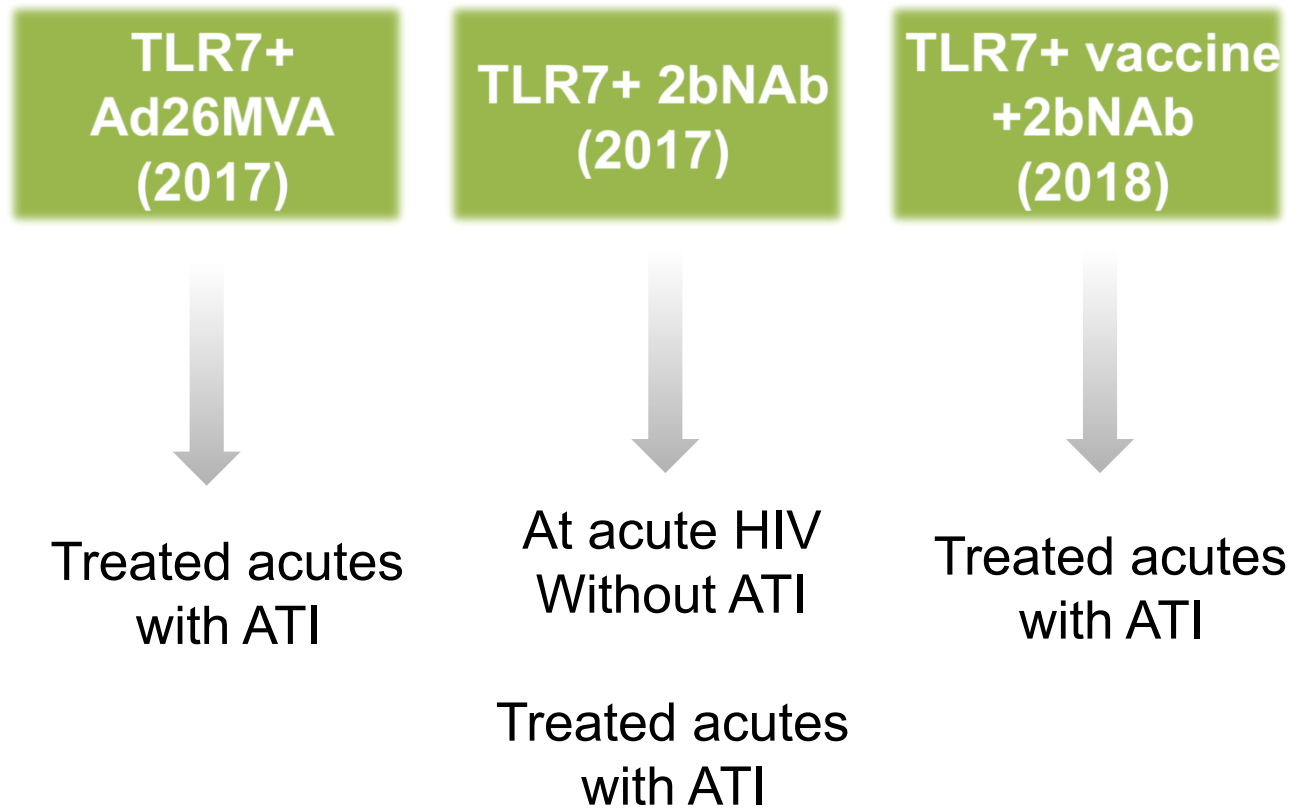 TLR7+
Ad26MVA
(2017)
TLR7+ 2bNAb
(2017)
TLR7+ vaccine
+2bNAb
(2018)
Treated acutes
with ATI
At acute HIV
Without ATI
Treated acutes
with ATI
Treated acutes
with ATI